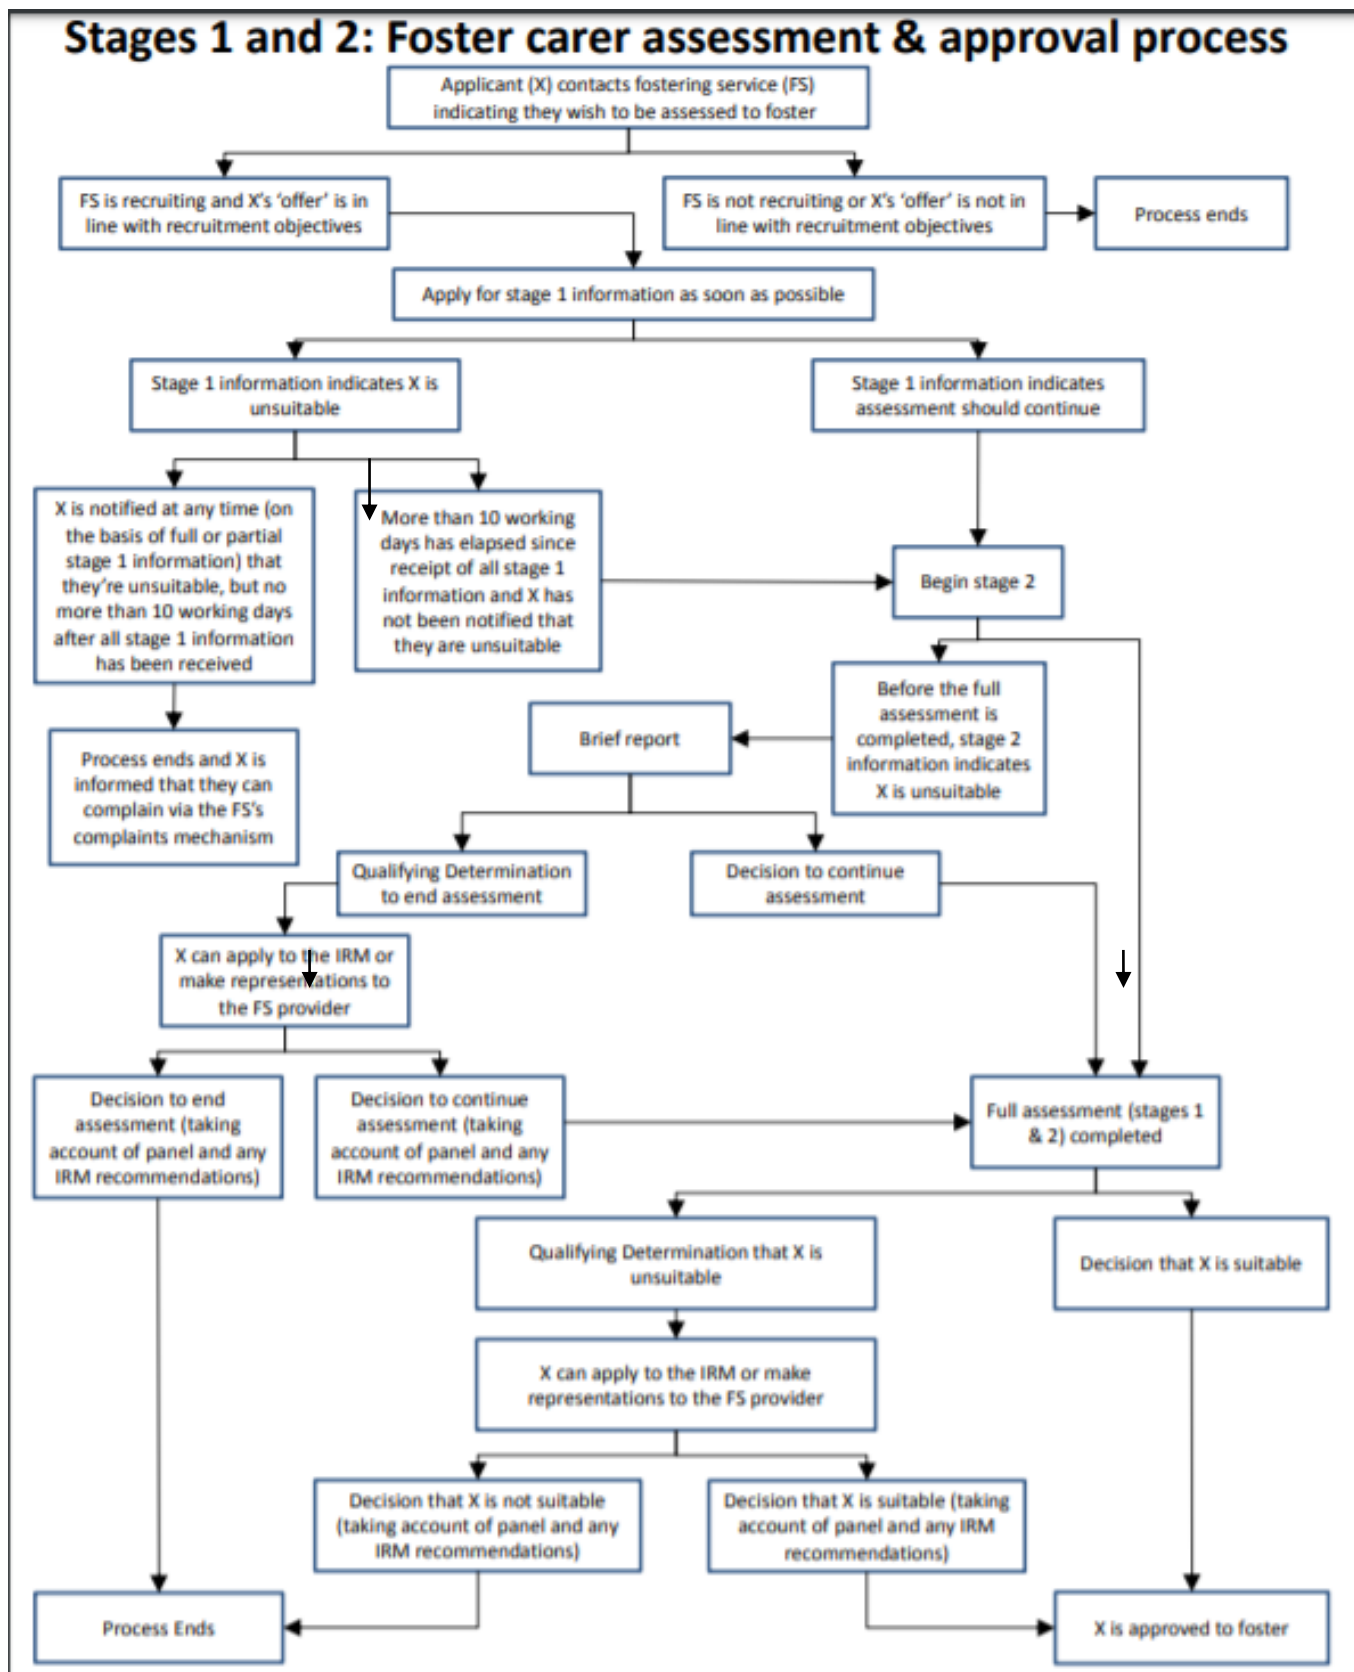 Stages 1 and 2: Foster carer assessment & approval process
Applicant (X) contacts fostering service (FS)
indicating they wish to be assessed to foster
FS is recruiting and X's 'offer' is in
line with recruitment objectives
FS is not recruiting or X's 'offer' is not in
line with recruitment objectives
Process ends
Apply for stage 1 information as soon as possible
Stage 1 information indicates X is
unsuitable
Stage 1 information indicates
assessment should continue
X is notified at any time (on
the basis of full or partial
stage 1 information) that
they're unsuitable, but no
more than 10 working days
after all stage 1 information
has been received
More than 10 working
days has elapsed since
receipt of all stage 1
information and X has
not been notified that
they are unsuitable
Begin stage 2
Before the full
assessment is
completed, stage 2
information indicates
X is unsuitable
Brief report
Process ends and X is
informed that they can
complain via the FS's
complaints mechanism
Qualifying Determination
to end assessment
Decision to continue
assessment
X can apply to the IRM or
make representations to
the FS provider
Decision to end
assessment (taking
account of panel and any
IRM recommendations)
Decision to continue
assessment (taking
account of panel and any
IRM recommendations)
Full assessment (stages 1
& 2) completed
Qualifying Determination that X is
unsuitable
Decision that X is suitable
X can apply to the IRM or make
representations to the FS provider
Decision that X is not suitable
(taking account of panel and any
IRM recommendations)
Decision that X is suitable (taking
account of panel and any IRM
recommendations)
Process Ends
X is approved to foster